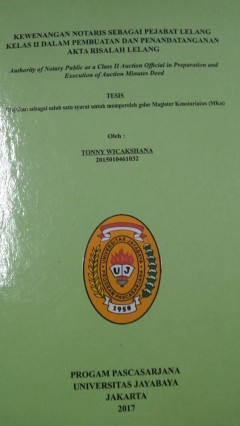 KEWENANGAN NOTARIS SEBAGAI PEJABAT LELANG
KELAS II DALAM PEMBUATAN DAN PENANDATANGANAN
AKTA RISALAH LELANG
Authority of Notary Public as a Class II Auction Official in Preparation and
Execution of Auction Minutes Deed
TESIS
sebagai salah satu syarat untuk memperoleh gelar Magister Kenotariatan (MKn)
Oleh :
TONNY WICAKSHANA
2015010461032
UNIVERSITAS JAYABAYA
UJ
1958
PROGAM PASCASARJANA
UNIVERSITAS JAYABAYA
JAKARTA
2017